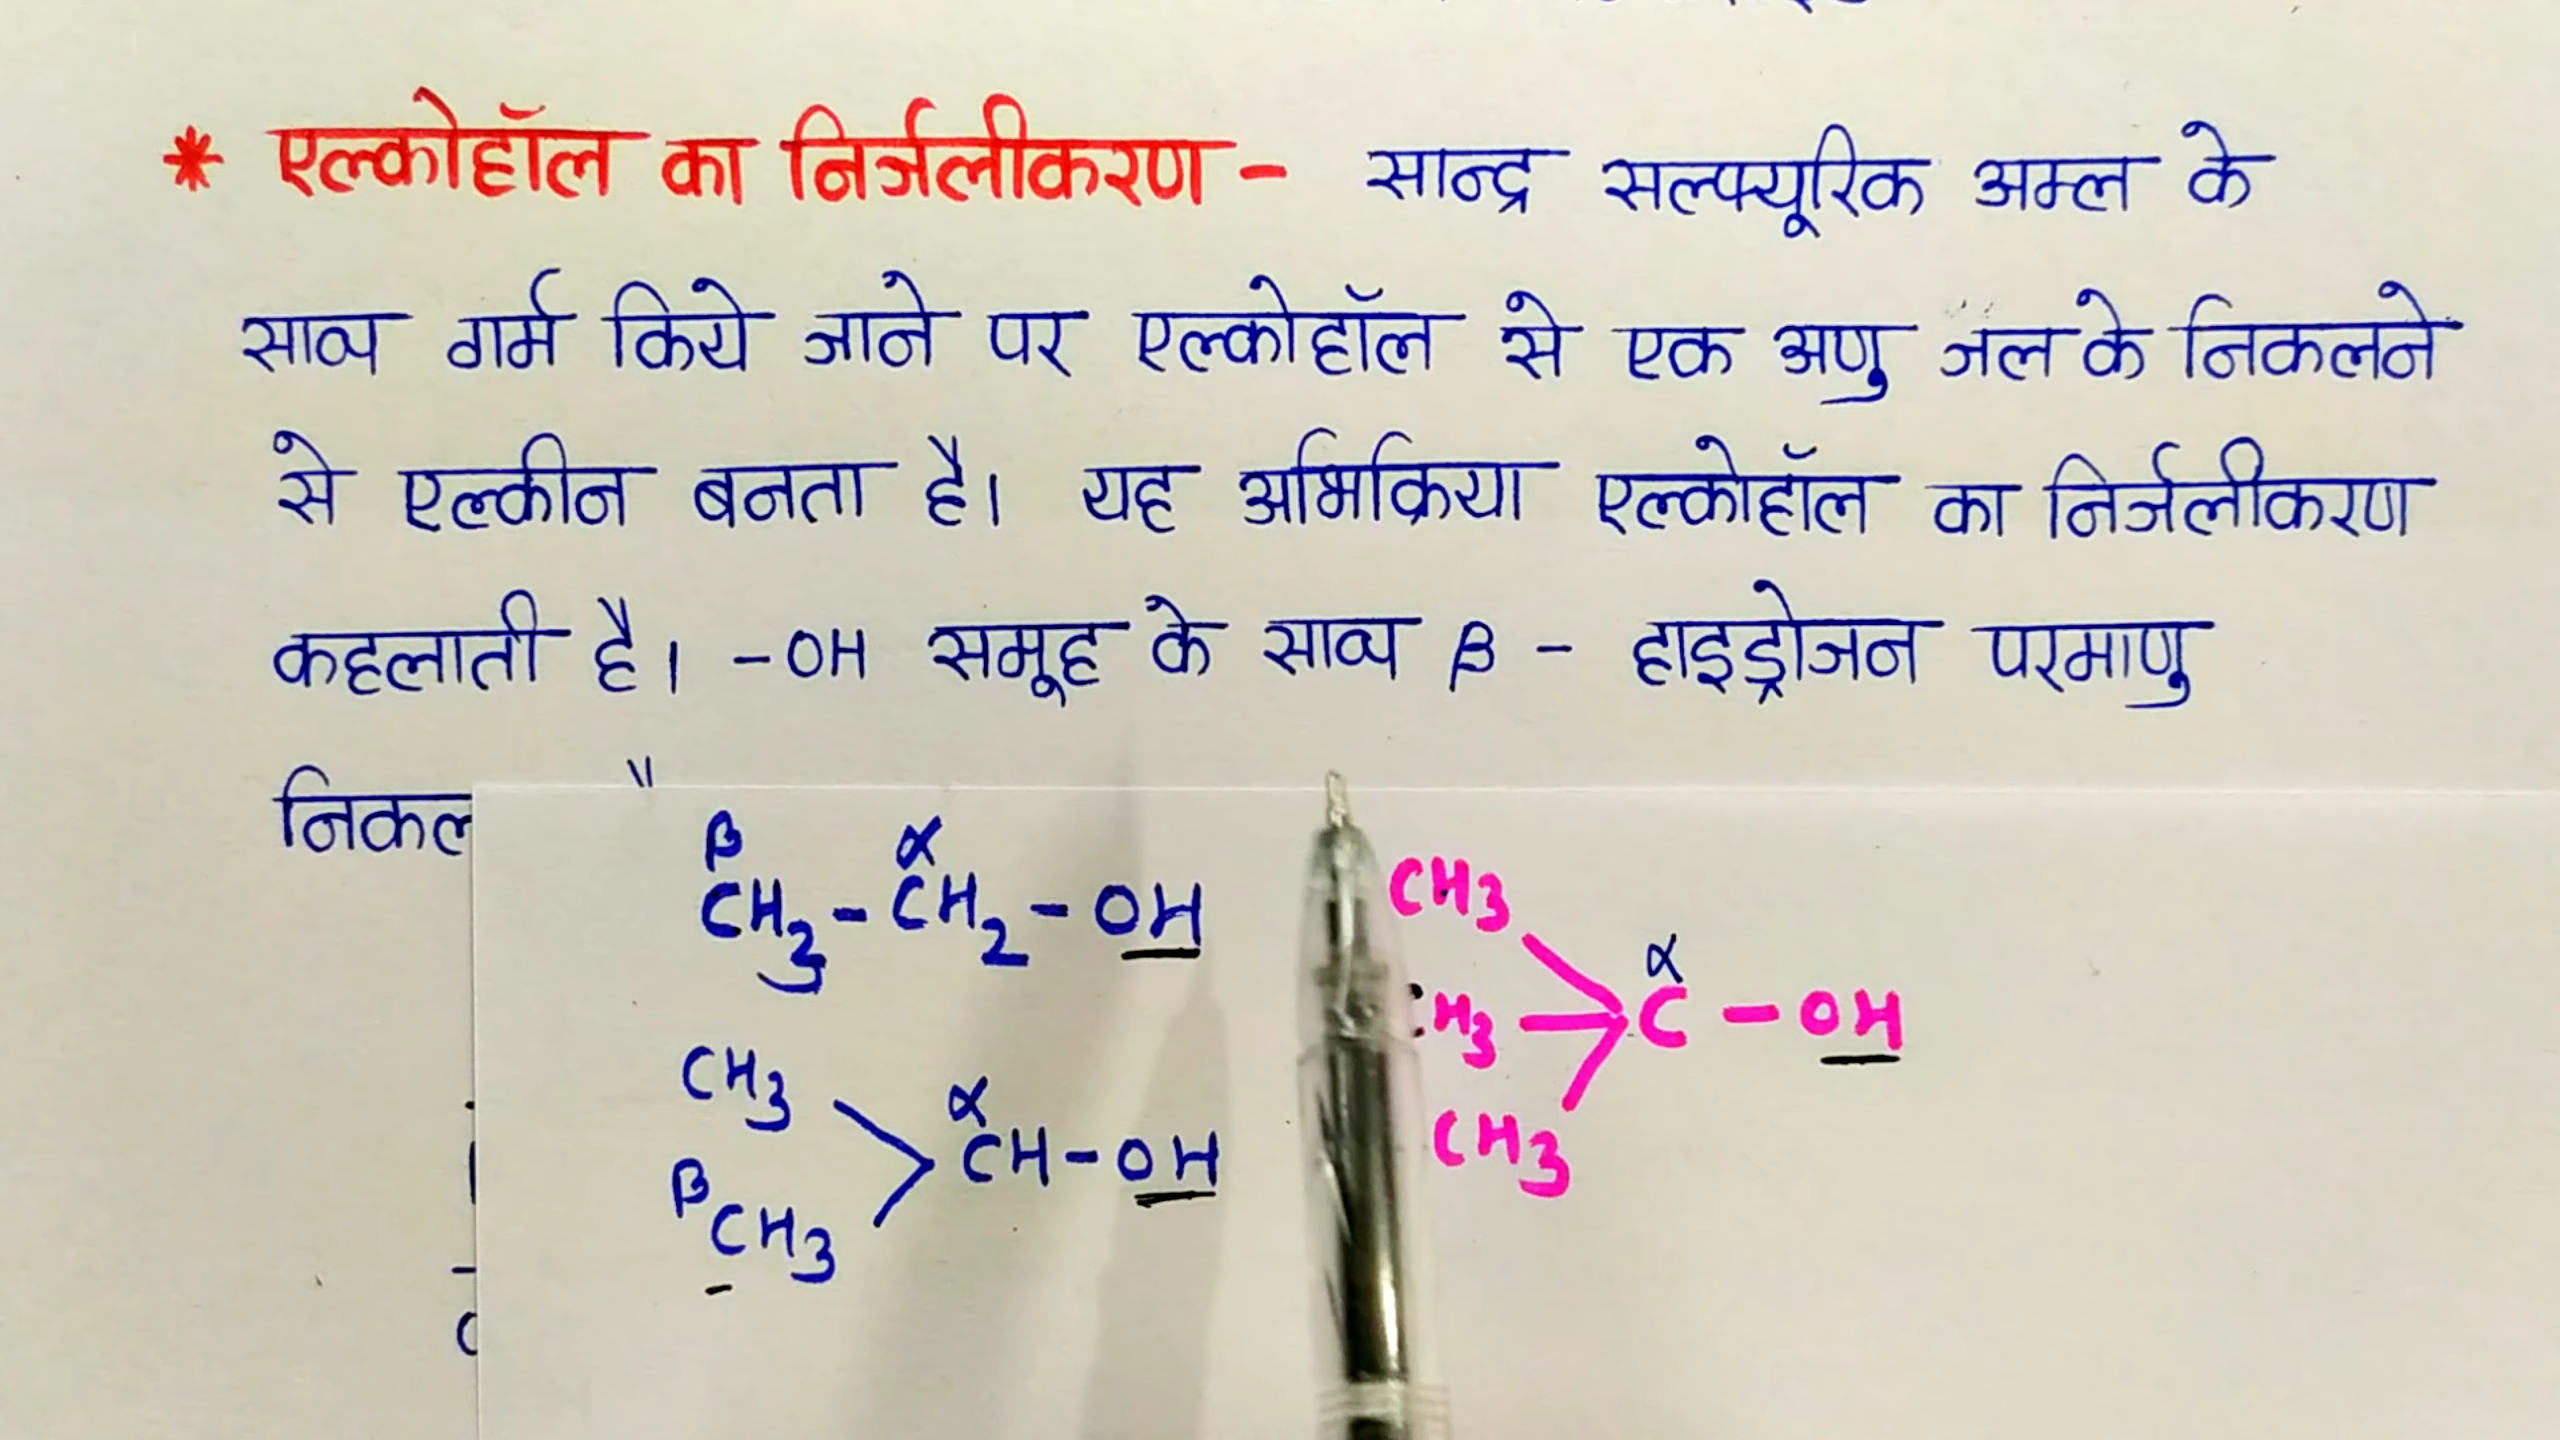 * एल्कोहॉल का निर्जलीकरण - सान्द्र सल्फ्यूरिक अम्ल के
साथ गर्म किये जाने पर एल्कोहॉल से एक अणु जल के निकलने
से एल्कीन बनता है। यह अभिक्रिया एल्कोहॉल का निर्जलीकरण
कहलाती है। -OH समूह के साथ β - हाइड्रोजन परमाणु
निकल
β α
CH3 - CH2 - OH
CH3
α
CH - OH
β CH3
CH3
α
H3 C - OH
CH3